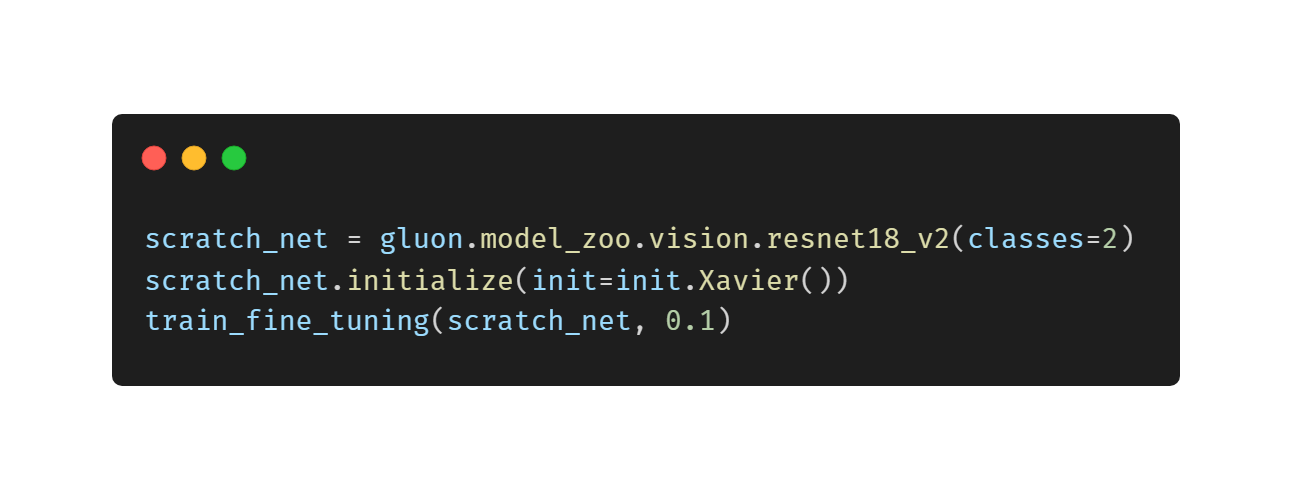 scratch_net = gluon.model_zoo.vision.resnet18_v2(classes=2)
scratch_net.initialize(init=init.Xavier())
train_fine_tuning(scratch_net, 0.1)